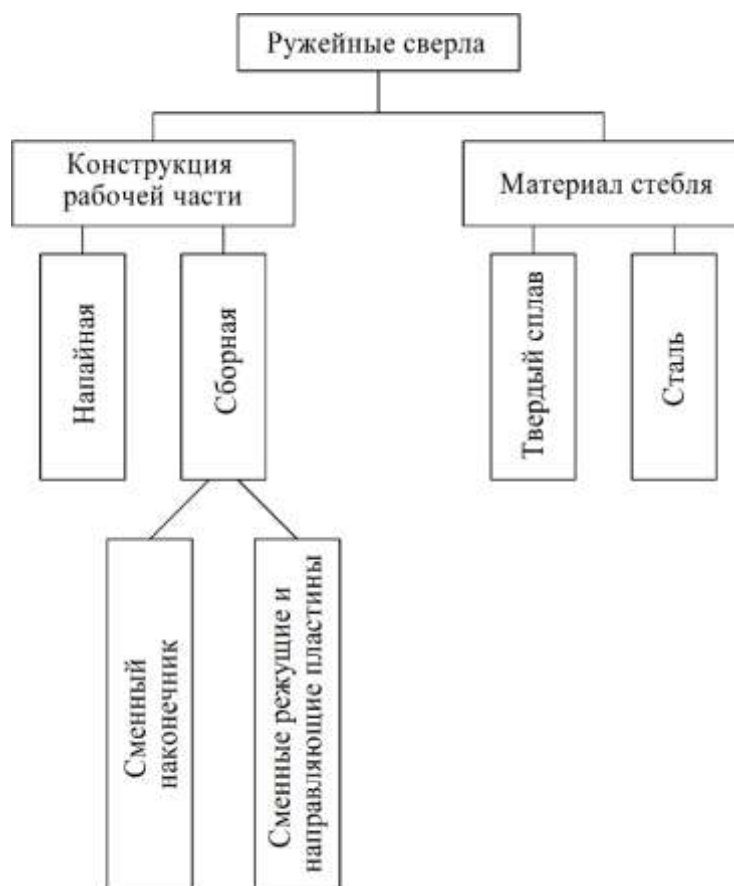 Ружейные сверла
Конструкция
рабочей части
Материал стебля
Напайная
Сборная
Твердый сплав
Сталь
Сменный
наконечник
Сменные режущие и
направляющие пластины